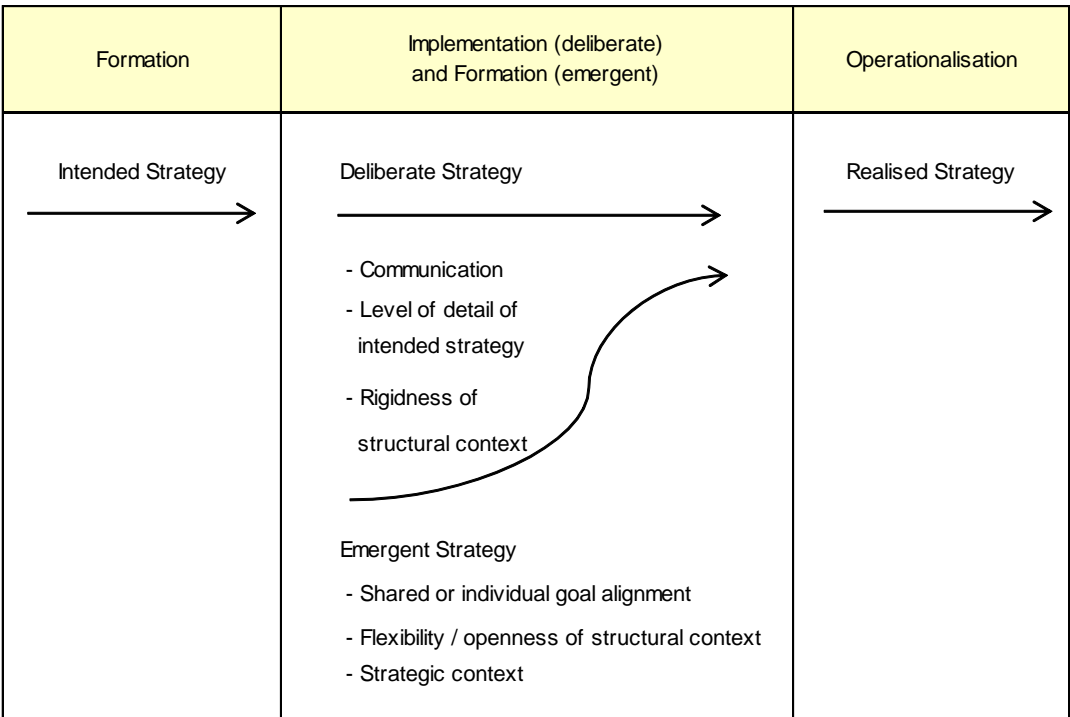 Formation
Implementation (deliberate)
and Formation (emergent)
Operationalisation
Intended Strategy
Deliberate Strategy
Realised Strategy
- Communication
- Level of detail of
intended strategy
- Rigidness of
structural context
Emergent Strategy
- Shared or individual goal alignment
- Flexibility / openness of structural context
- Strategic context